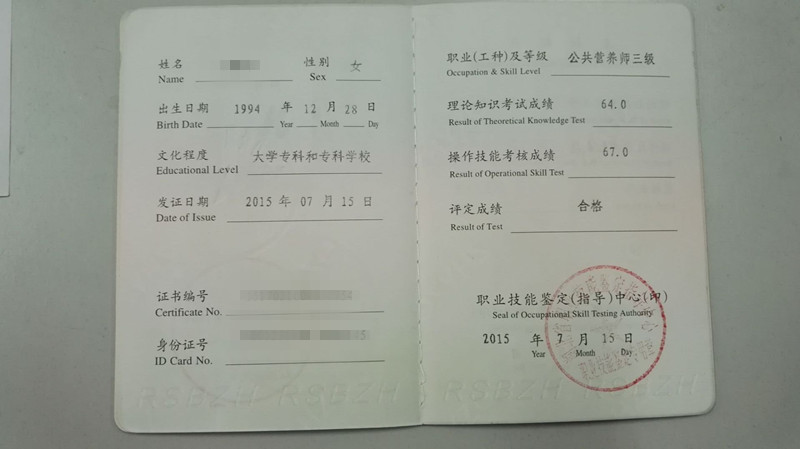 姓名 性别 女
Name Sex
出生日期 1994 年 12 月 28 日
Birth Date Year Month Day
文化程度 大学专科和专科学校
Educational Level
发证日期 2015 年 07 月 15 日
Date of Issue
证书编号
Certificate No.
身份证号
ID Card No.
RSBZH RSBZH
职业(工种)及等级 公共营养师三级
Occupation & Skill Level
理论知识考试成绩 64.0
Result of Theoretical Knowledge Test
操作技能考核成绩 67.0
Result of Operational Skill Test
评定成绩 合格
Result of Test
职业技能鉴定(指导)中心(印)
Seal of Occupational Skill Testing Authority
2015 年 7 月 15 日
Year Month Day
RSBZH RSBZH